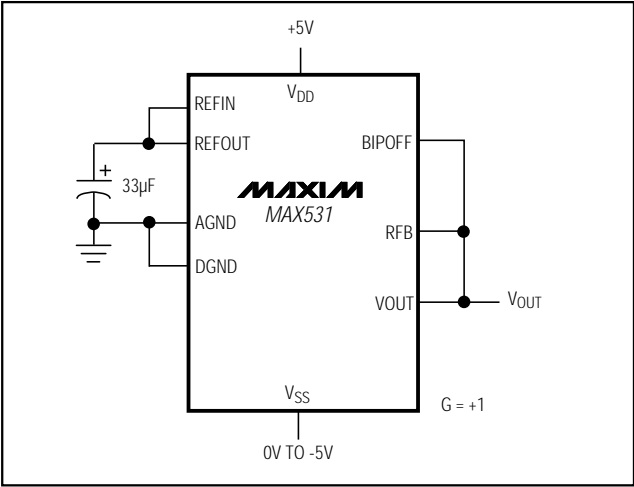 +5V
VDD
REFIN
REFOUT
BIPOFF
+
33µF
MAXIM
MAX531
AGND
RFB
DGND
VOUT
VOUT
VSS
G = +1
0V TO -5V